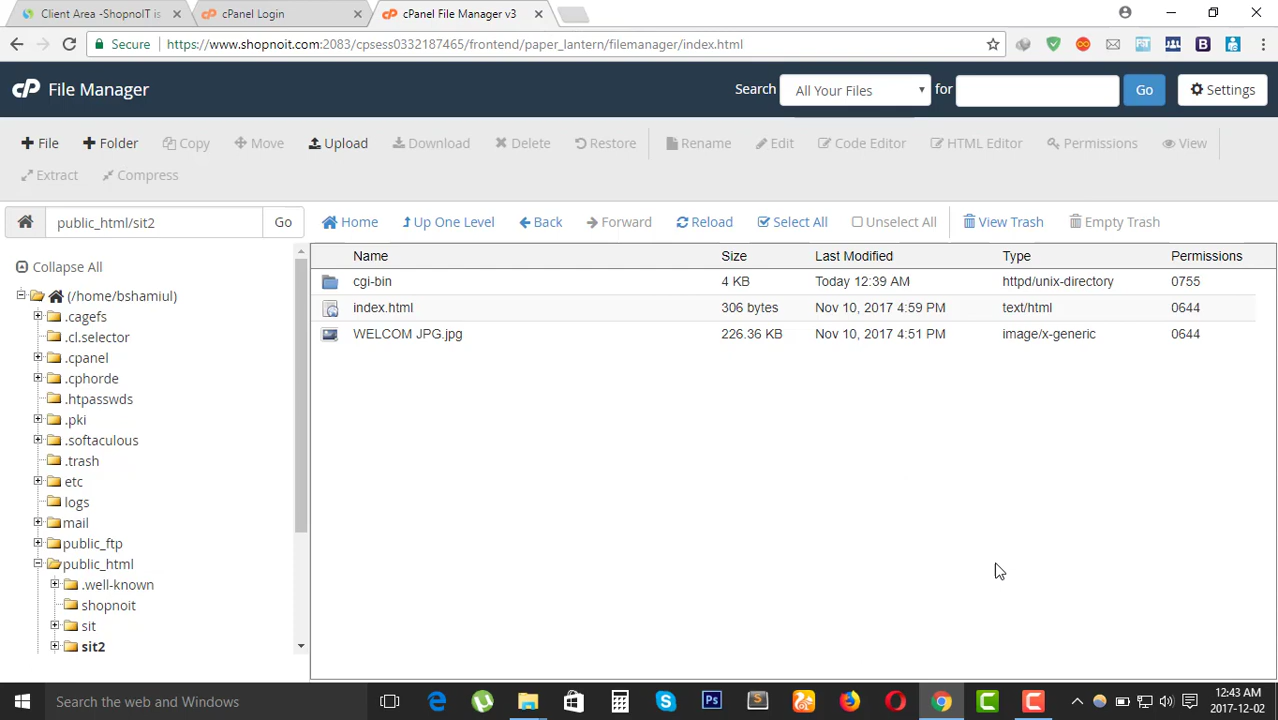 Client Area -ShopnoIT is
cPanel Login
cPanel File Manager v3
Secure
https://www.shopnoit.com:2083/cpsess0332187465/frontend/paper_lantern/filemanager/index.html
cP File Manager
Search
All Your Files
for
Go
Settings
File
Folder
Copy
Move
Upload
Download
Delete
Restore
Rename
Edit
Code Editor
HTML Editor
Permissions
View
Extract
Compress
public_html/sit2
Go
Home
Up One Level
Back
Forward
Reload
Select All
Unselect All
View Trash
Empty Trash
Collapse All
(/home/bshamiul)
.cagefs
.cl.selector
.cpanel
.cphorde
.htpasswds
.pki
.softaculous
.trash
etc
logs
mail
public_ftp
public_html
.well-known
shopnoit
sit
sit2
Name Size Last Modified Type Permissions
cgi-bin 4 KB Today 12:39 AM httpd/unix-directory 0755
index.html 306 bytes Nov 10, 2017 4:59 PM text/html 0644
WELCOM JPG.jpg 226.36 KB Nov 10, 2017 4:51 PM image/x-generic 0644
Search the web and Windows
12:43 AM
2017-12-02